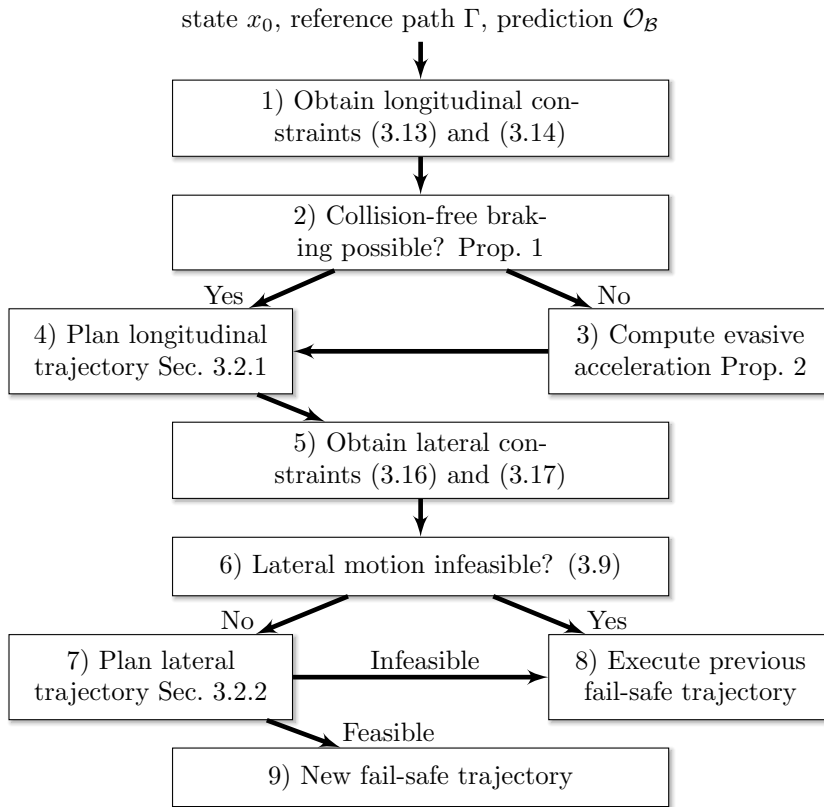 state $x_0$, reference path Γ, prediction $\mathcal{O}_\mathcal{B}$
1) Obtain longitudinal con-
straints (3.13) and (3.14)
2) Collision-free brak-
ing possible? Prop. 1
Yes
No
4) Plan longitudinal
trajectory Sec. 3.2.1
3) Compute evasive
acceleration Prop. 2
5) Obtain lateral con-
straints (3.16) and (3.17)
6) Lateral motion infeasible? (3.9)
No
Yes
7) Plan lateral
trajectory Sec. 3.2.2
Infeasible
8) Execute previous
fail-safe trajectory
Feasible
9) New fail-safe trajectory